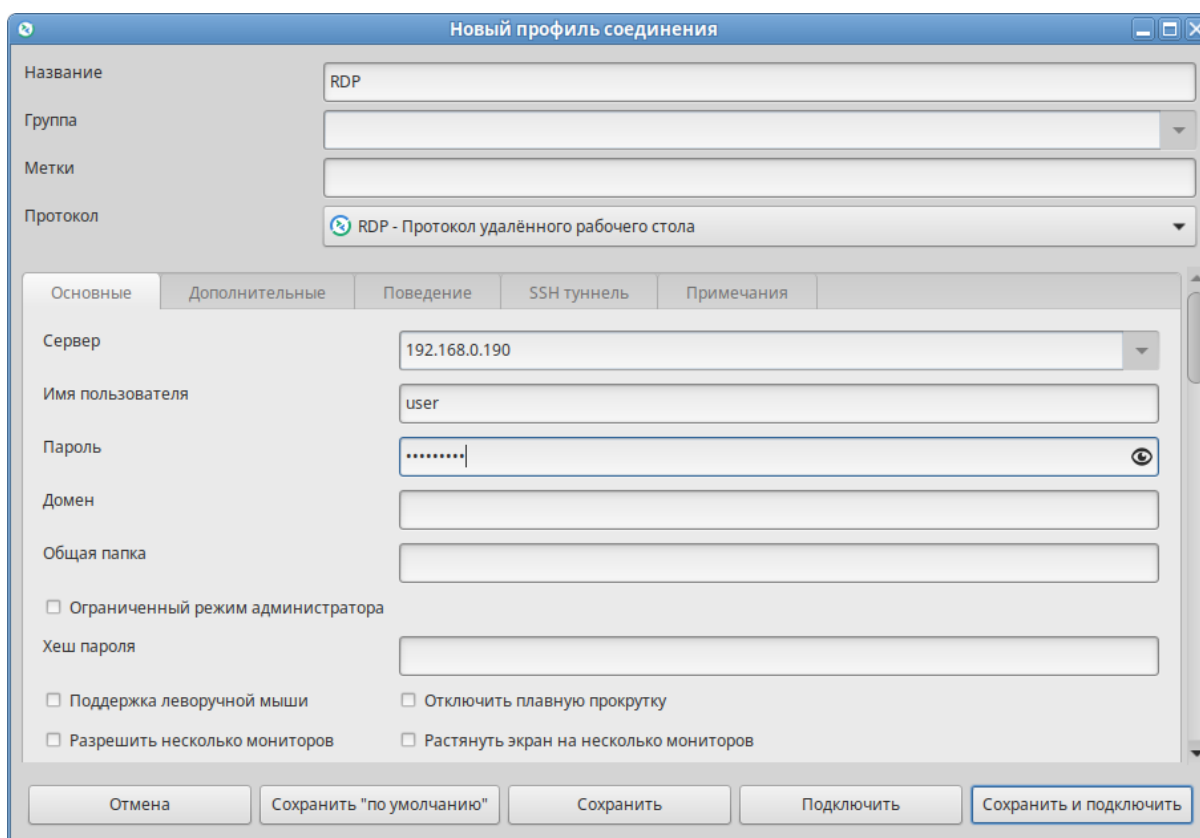 Новый профиль соединения
Название RDP
Группа
Метки
Протокол RDP - Протокол удалённого рабочего стола
Основные Дополнительные Поведение SSH туннель Примечания
Сервер 192.168.0.190
Имя пользователя user
Пароль •••••••••
Домен
Общая папка
Ограниченный режим администратора
Хеш пароля
Поддержка леворучной мыши Отключить плавную прокрутку
Разрешить несколько мониторов Растянуть экран на несколько мониторов
Отмена Сохранить "по умолчанию" Сохранить Подключить Сохранить и подключить